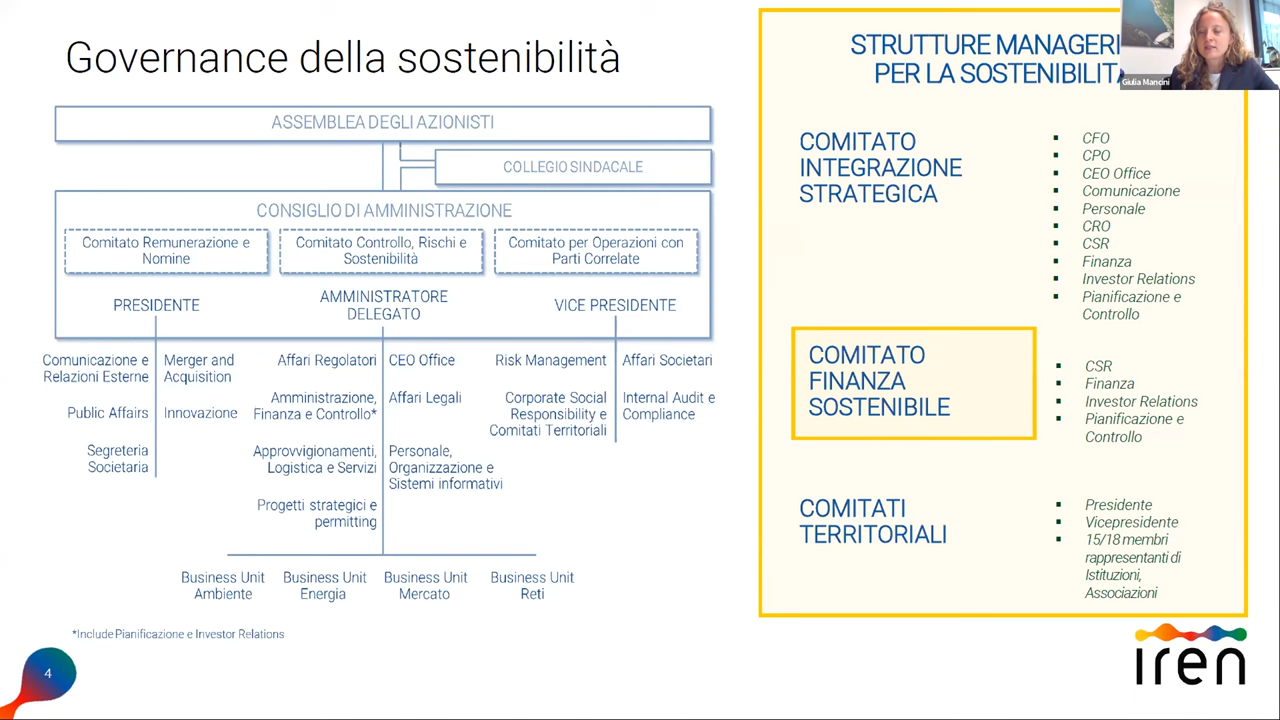 Governance della sostenibilità
ASSEMBLEA DEGLI AZIONISTI
COLLEGIO SINDACALE
CONSIGLIO DI AMMINISTRAZIONE
Comitato Remunerazione e
Nomine
Comitato Controllo, Rischi e
Sostenibilità
Comitato per Operazioni con
Parti Correlate
PRESIDENTE
AMMINISTRATORE
DELEGATO
VICE PRESIDENTE
Comunicazione e
Relazioni Esterne
Merger and
Acquisition
Public Affairs
Innovazione
Segreteria
Societaria
Affari Regolatori
CEO Office
Amministrazione,
Finanza e Controllo*
Affari Legali
Approvvigionamenti,
Logistica e Servizi
Personale,
Organizzazione e
Sistemi informativi
Progetti strategici e
permitting
Risk Management
Affari Societari
Corporate Social
Responsibility e
Comitati Territoriali
Internal Audit e
Compliance
Business Unit
Ambiente
Business Unit
Energia
Business Unit
Mercato
Business Unit
Reti
*Include Pianificazione e Investor Relations
4
STRUTTURE MANAGERI
PER LA SOSTENIBILITÀ
Giulia Mancini
COMITATO
INTEGRAZIONE
STRATEGICA
▪ CFO
▪ CPO
▪ CEO Office
▪ Comunicazione
▪ Personale
▪ CRO
▪ CSR
▪ Finanza
▪ Investor Relations
▪ Pianificazione e
Controllo
COMITATO
FINANZA
SOSTENIBILE
▪ CSR
▪ Finanza
▪ Investor Relations
▪ Pianificazione e
Controllo
COMITATI
TERRITORIALI
▪ Presidente
▪ Vicepresidente
▪ 15/18 membri
rappresentanti di
Istituzioni,
Associazioni
iren